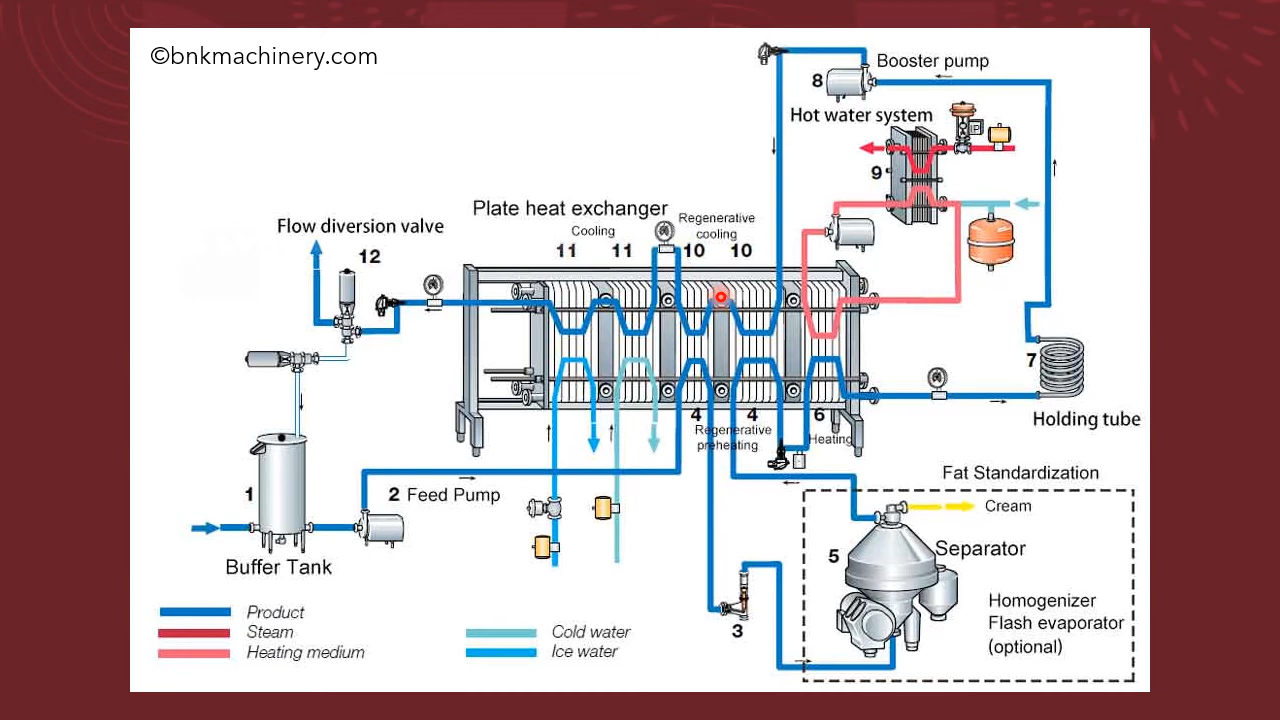 ©bnkmachinery.com
Booster pump
8
Hot water system
9
Plate heat exchanger
Regenerative
cooling
Cooling
11
11
10
10
Flow diversion valve
12
7
Holding tube
4
4
6
Regenerative
preheating
Heating
Fat Standardization
1
2 Feed Pump
Cream
5
Separator
Buffer Tank
Homogenizer
Flash evaporator
(optional)
3
Product
Steam
Heating medium
Cold water
Ice water